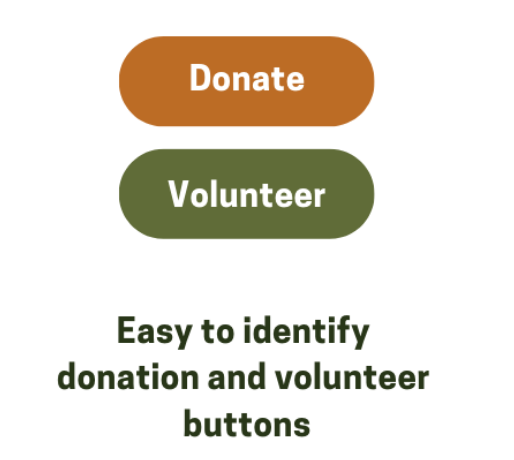 Donate
Volunteer
Easy to identify
donation and volunteer
buttons